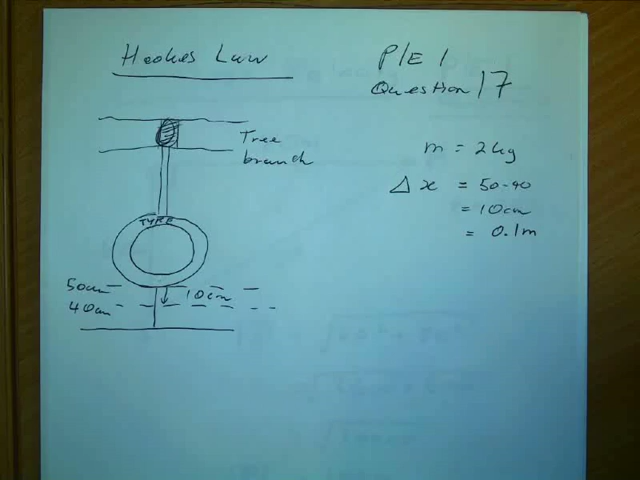 Hookes Law
P/E 1
Question 17
Tree
branch
m = 2kg
Δx = 50-40
= 10cm
= 0.1m
TYRE
50cm
10cm
40cm